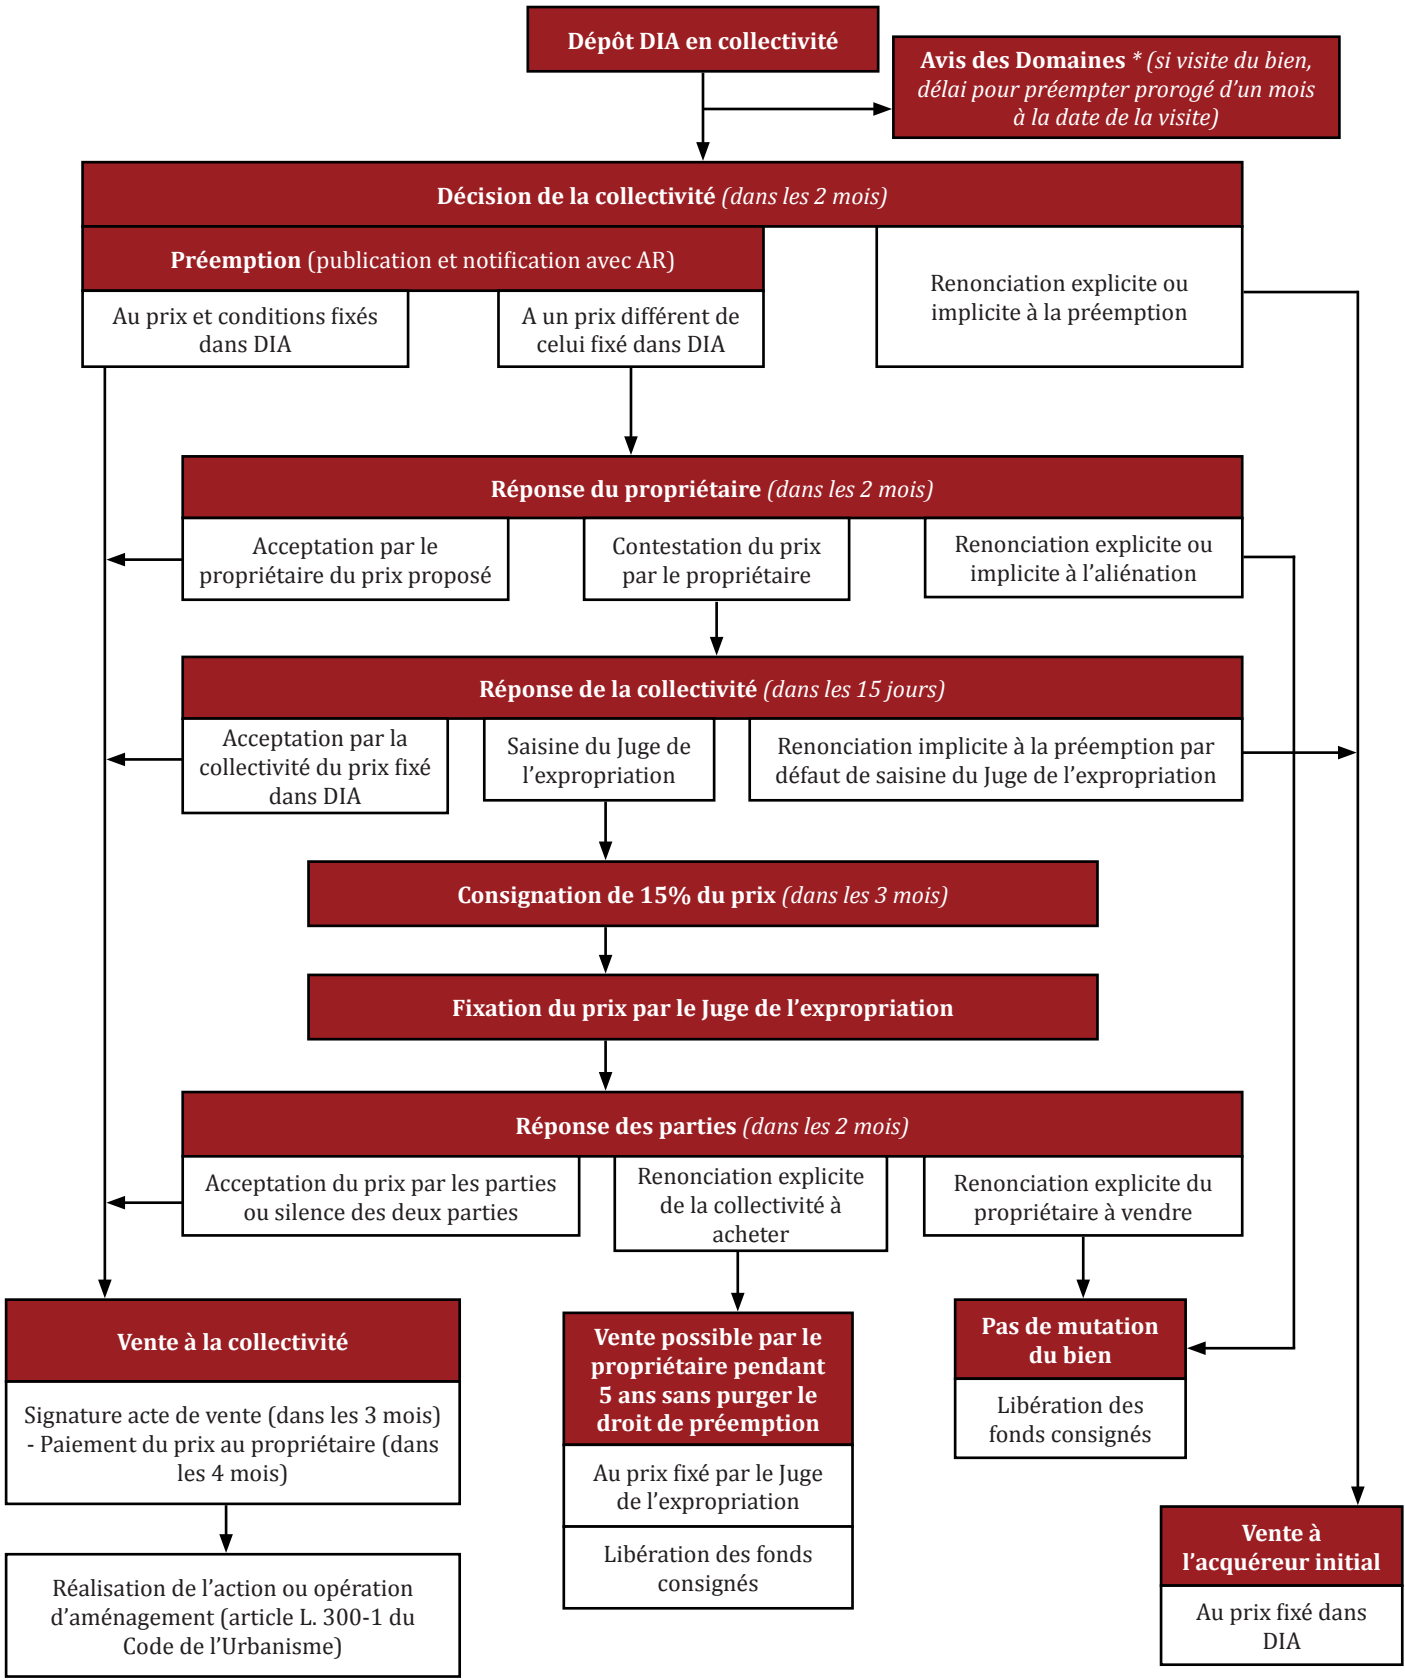 Dépôt DIA en collectivité
Avis des Domaines * (si visite du bien,
délai pour préempter prorogé d’un mois
à la date de la visite)
Décision de la collectivité (dans les 2 mois)
Préemption (publication et notification avec AR)
Au prix et conditions fixés
dans DIA
A un prix différent de
celui fixé dans DIA
Renonciation explicite ou
implicite à la préemption
Réponse du propriétaire (dans les 2 mois)
Acceptation par le
propriétaire du prix proposé
Contestation du prix
par le propriétaire
Renonciation explicite ou
implicite à l’aliénation
Réponse de la collectivité (dans les 15 jours)
Acceptation par la
collectivité du prix fixé
dans DIA
Saisine du Juge de
l’expropriation
Renonciation implicite à la préemption par
défaut de saisine du Juge de l’expropriation
Consignation de 15% du prix (dans les 3 mois)
Fixation du prix par le Juge de l’expropriation
Réponse des parties (dans les 2 mois)
Acceptation du prix par les parties
ou silence des deux parties
Renonciation explicite
de la collectivité à
acheter
Renonciation explicite du
propriétaire à vendre
Vente à la collectivité
Signature acte de vente (dans les 3 mois)
- Paiement du prix au propriétaire (dans
les 4 mois)
Réalisation de l’action ou opération
d’aménagement (article L. 300-1 du
Code de l’Urbanisme)
Vente possible par le
propriétaire pendant
5 ans sans purger le
droit de préemption
Au prix fixé par le Juge
de l’expropriation
Libération des fonds
consignés
Pas de mutation
du bien
Libération des
fonds consignés
Vente à
l’acquéreur initial
Au prix fixé dans
DIA